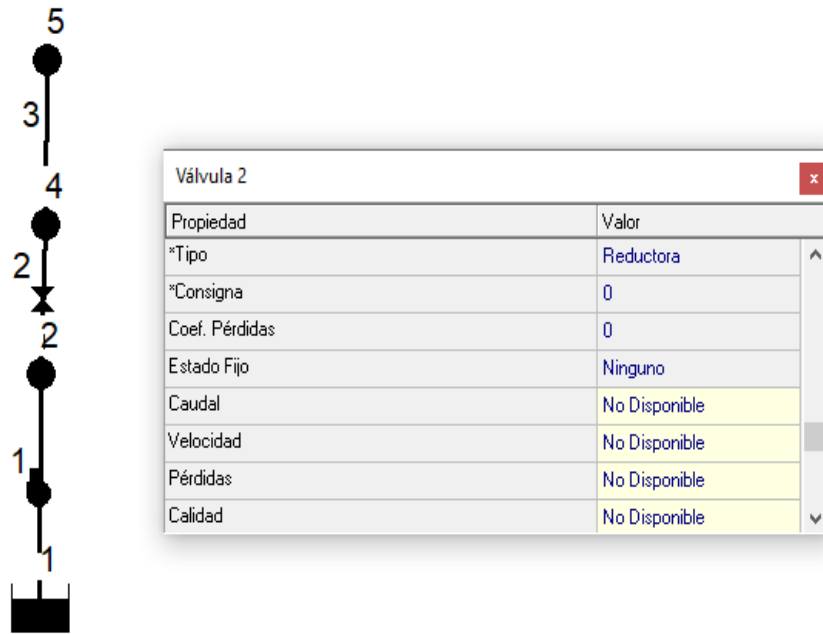 5
3
4
2
2
1
1
Válvula 2
x
Propiedad Valor
*Tipo Reductora
*Consigna 0
Coef. Pérdidas 0
Estado Fijo Ninguno
Caudal No Disponible
Velocidad No Disponible
Pérdidas No Disponible
Calidad No Disponible